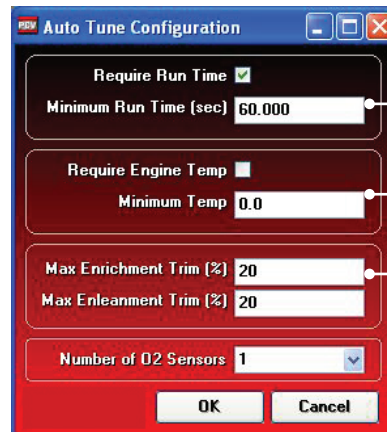 PCV Auto Tune Configuration
Require Run Time
Minimum Run Time (sec) 60.000
Require Engine Temp
Minimum Temp 0.0
Max Enrichment Trim (%) 20
Max Enleanment Trim (%) 20
Number of O2 Sensors 1
OK Cancel